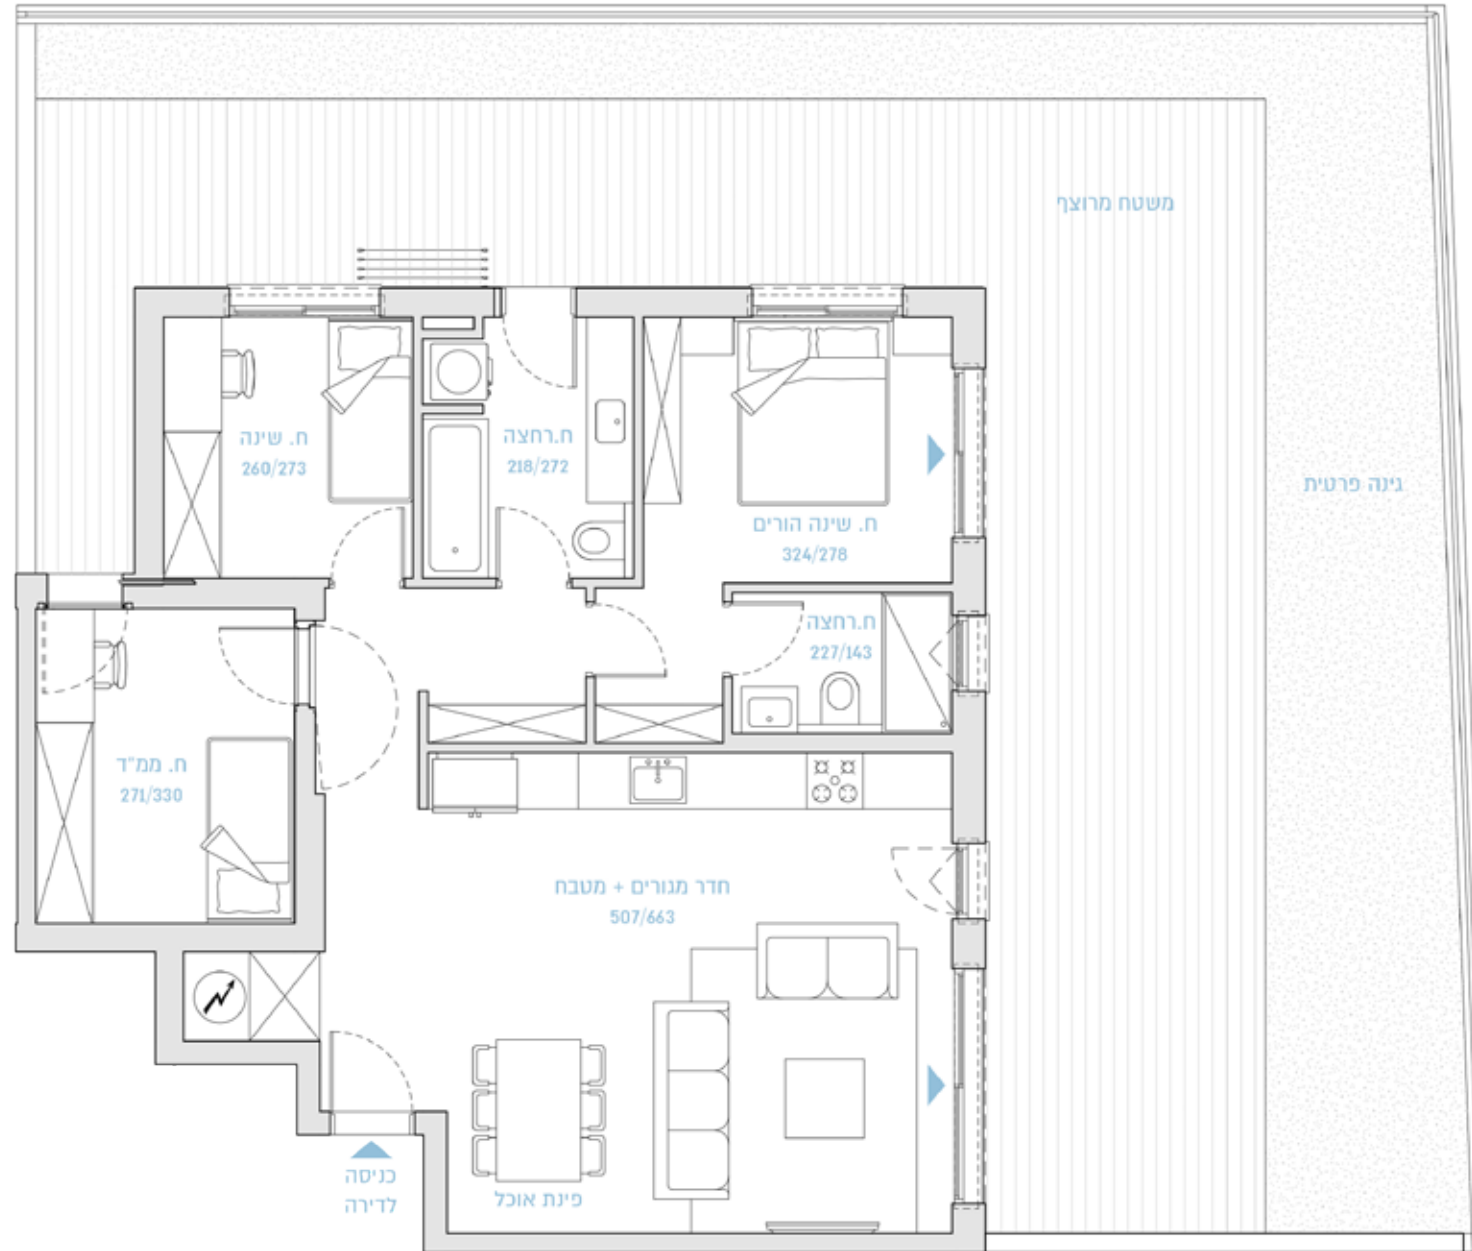 משטח מרוצף
ח. שינה
260/273
ח.רחצה
218/272
ח. שינה הורים
324/278
גינה פרטית
ח.רחצה
227/143
ח. ממ"ד
271/330
חדר מגורים + מטבח
507/663
כניסה
לדירה
פינת אוכל